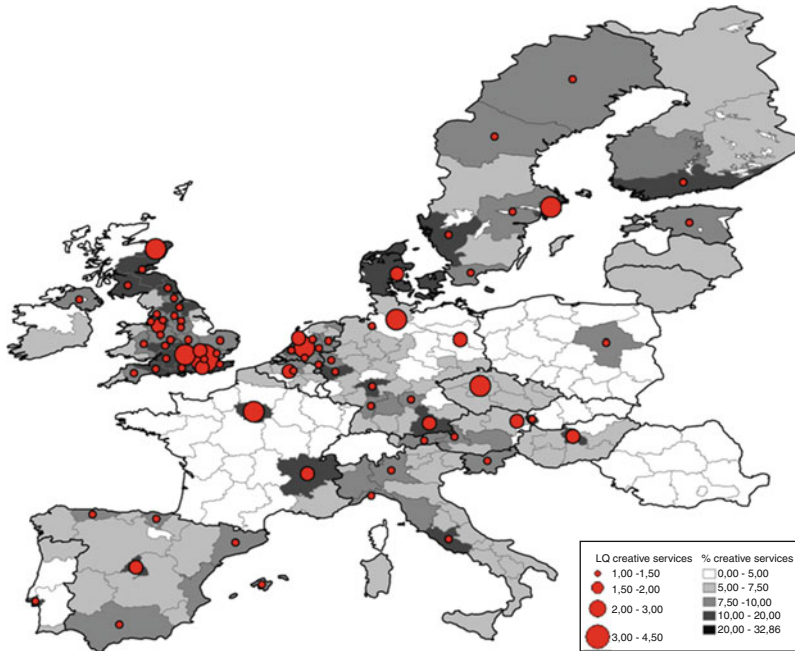 LQ creative services % creative services
1,00 -1,50 0,00 - 5,00
1,50 -2,00 5,00 - 7,50
2,00 - 3,00 7,50 -10,00
10,00 - 20,00
3,00 - 4,50 20,00 - 32,86